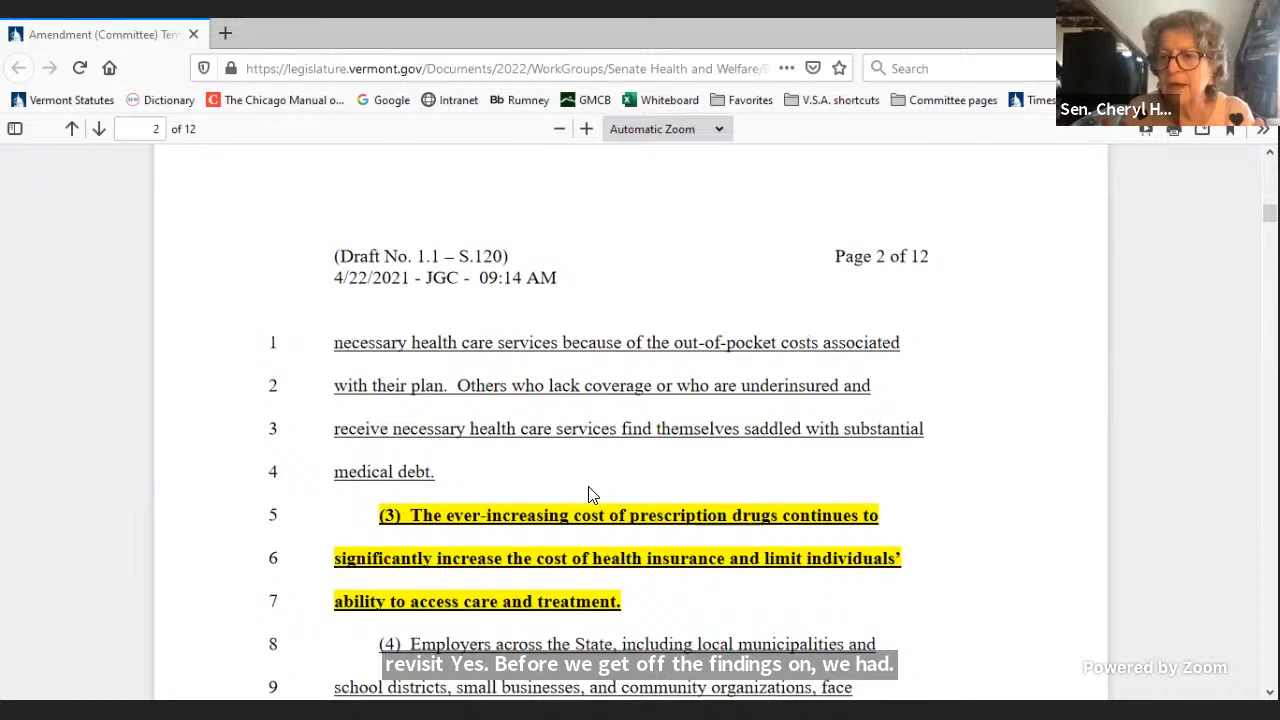 Amendment (Committee) Tem
https://legislature.vermont.gov/Documents/2022/WorkGroups/Senate Health and Welfare/
Search
Vermont Statutes
Dictionary
The Chicago Manual o...
Google
Intranet
Bb Rumney
GMCB
Whiteboard
Favorites
V.S.A. shortcuts
Committee pages
Times
Sen. Cheryl H...
2 of 12
Automatic Zoom
(Draft No. 1.1 – S.120) Page 2 of 12
4/22/2021 - JGC - 09:14 AM
1 necessary health care services because of the out-of-pocket costs associated
2 with their plan. Others who lack coverage or who are underinsured and
3 receive necessary health care services find themselves saddled with substantial
4 medical debt.
5 (3) The ever-increasing cost of prescription drugs continues to
6 significantly increase the cost of health insurance and limit individuals’
7 ability to access care and treatment.
8 (4) Employers across the State, including local municipalities and
revisit Yes. Before we get off the findings on, we had.
Powered by Zoom
9 school districts, small businesses, and community organizations, face